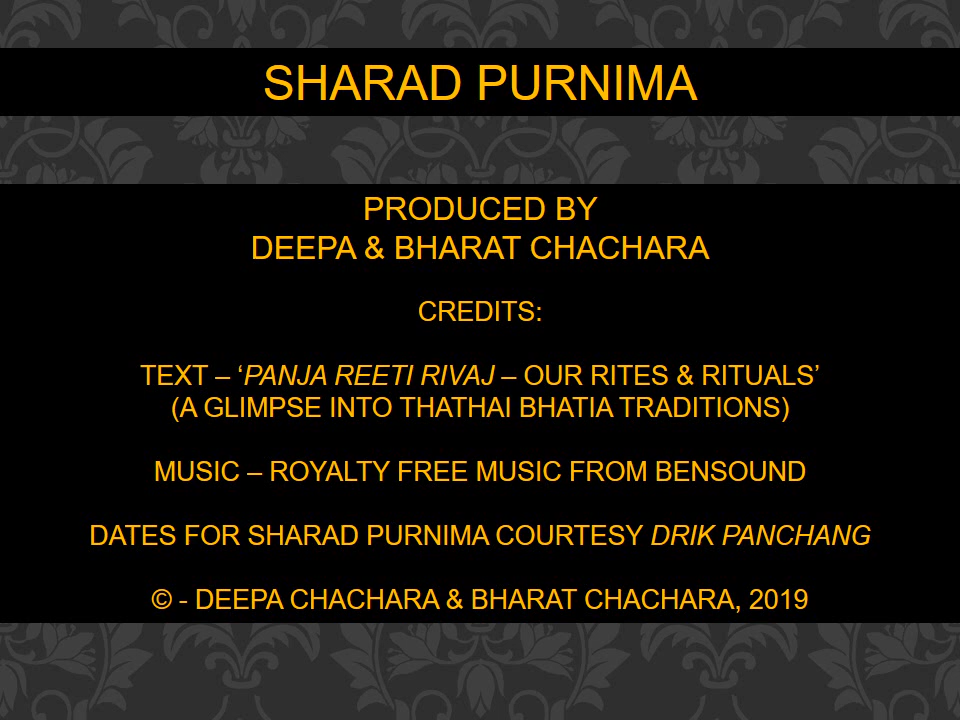 SHARAD PURNIMA
PRODUCED BY
DEEPA & BHARAT CHACHARA
CREDITS:
TEXT – ‘PANJA REETI RIVAJ – OUR RITES & RITUALS’
(A GLIMPSE INTO THATHAI BHATIA TRADITIONS)
MUSIC – ROYALTY FREE MUSIC FROM BENSOUND
DATES FOR SHARAD PURNIMA COURTESY DRIK PANCHANG
© - DEEPA CHACHARA & BHARAT CHACHARA, 2019